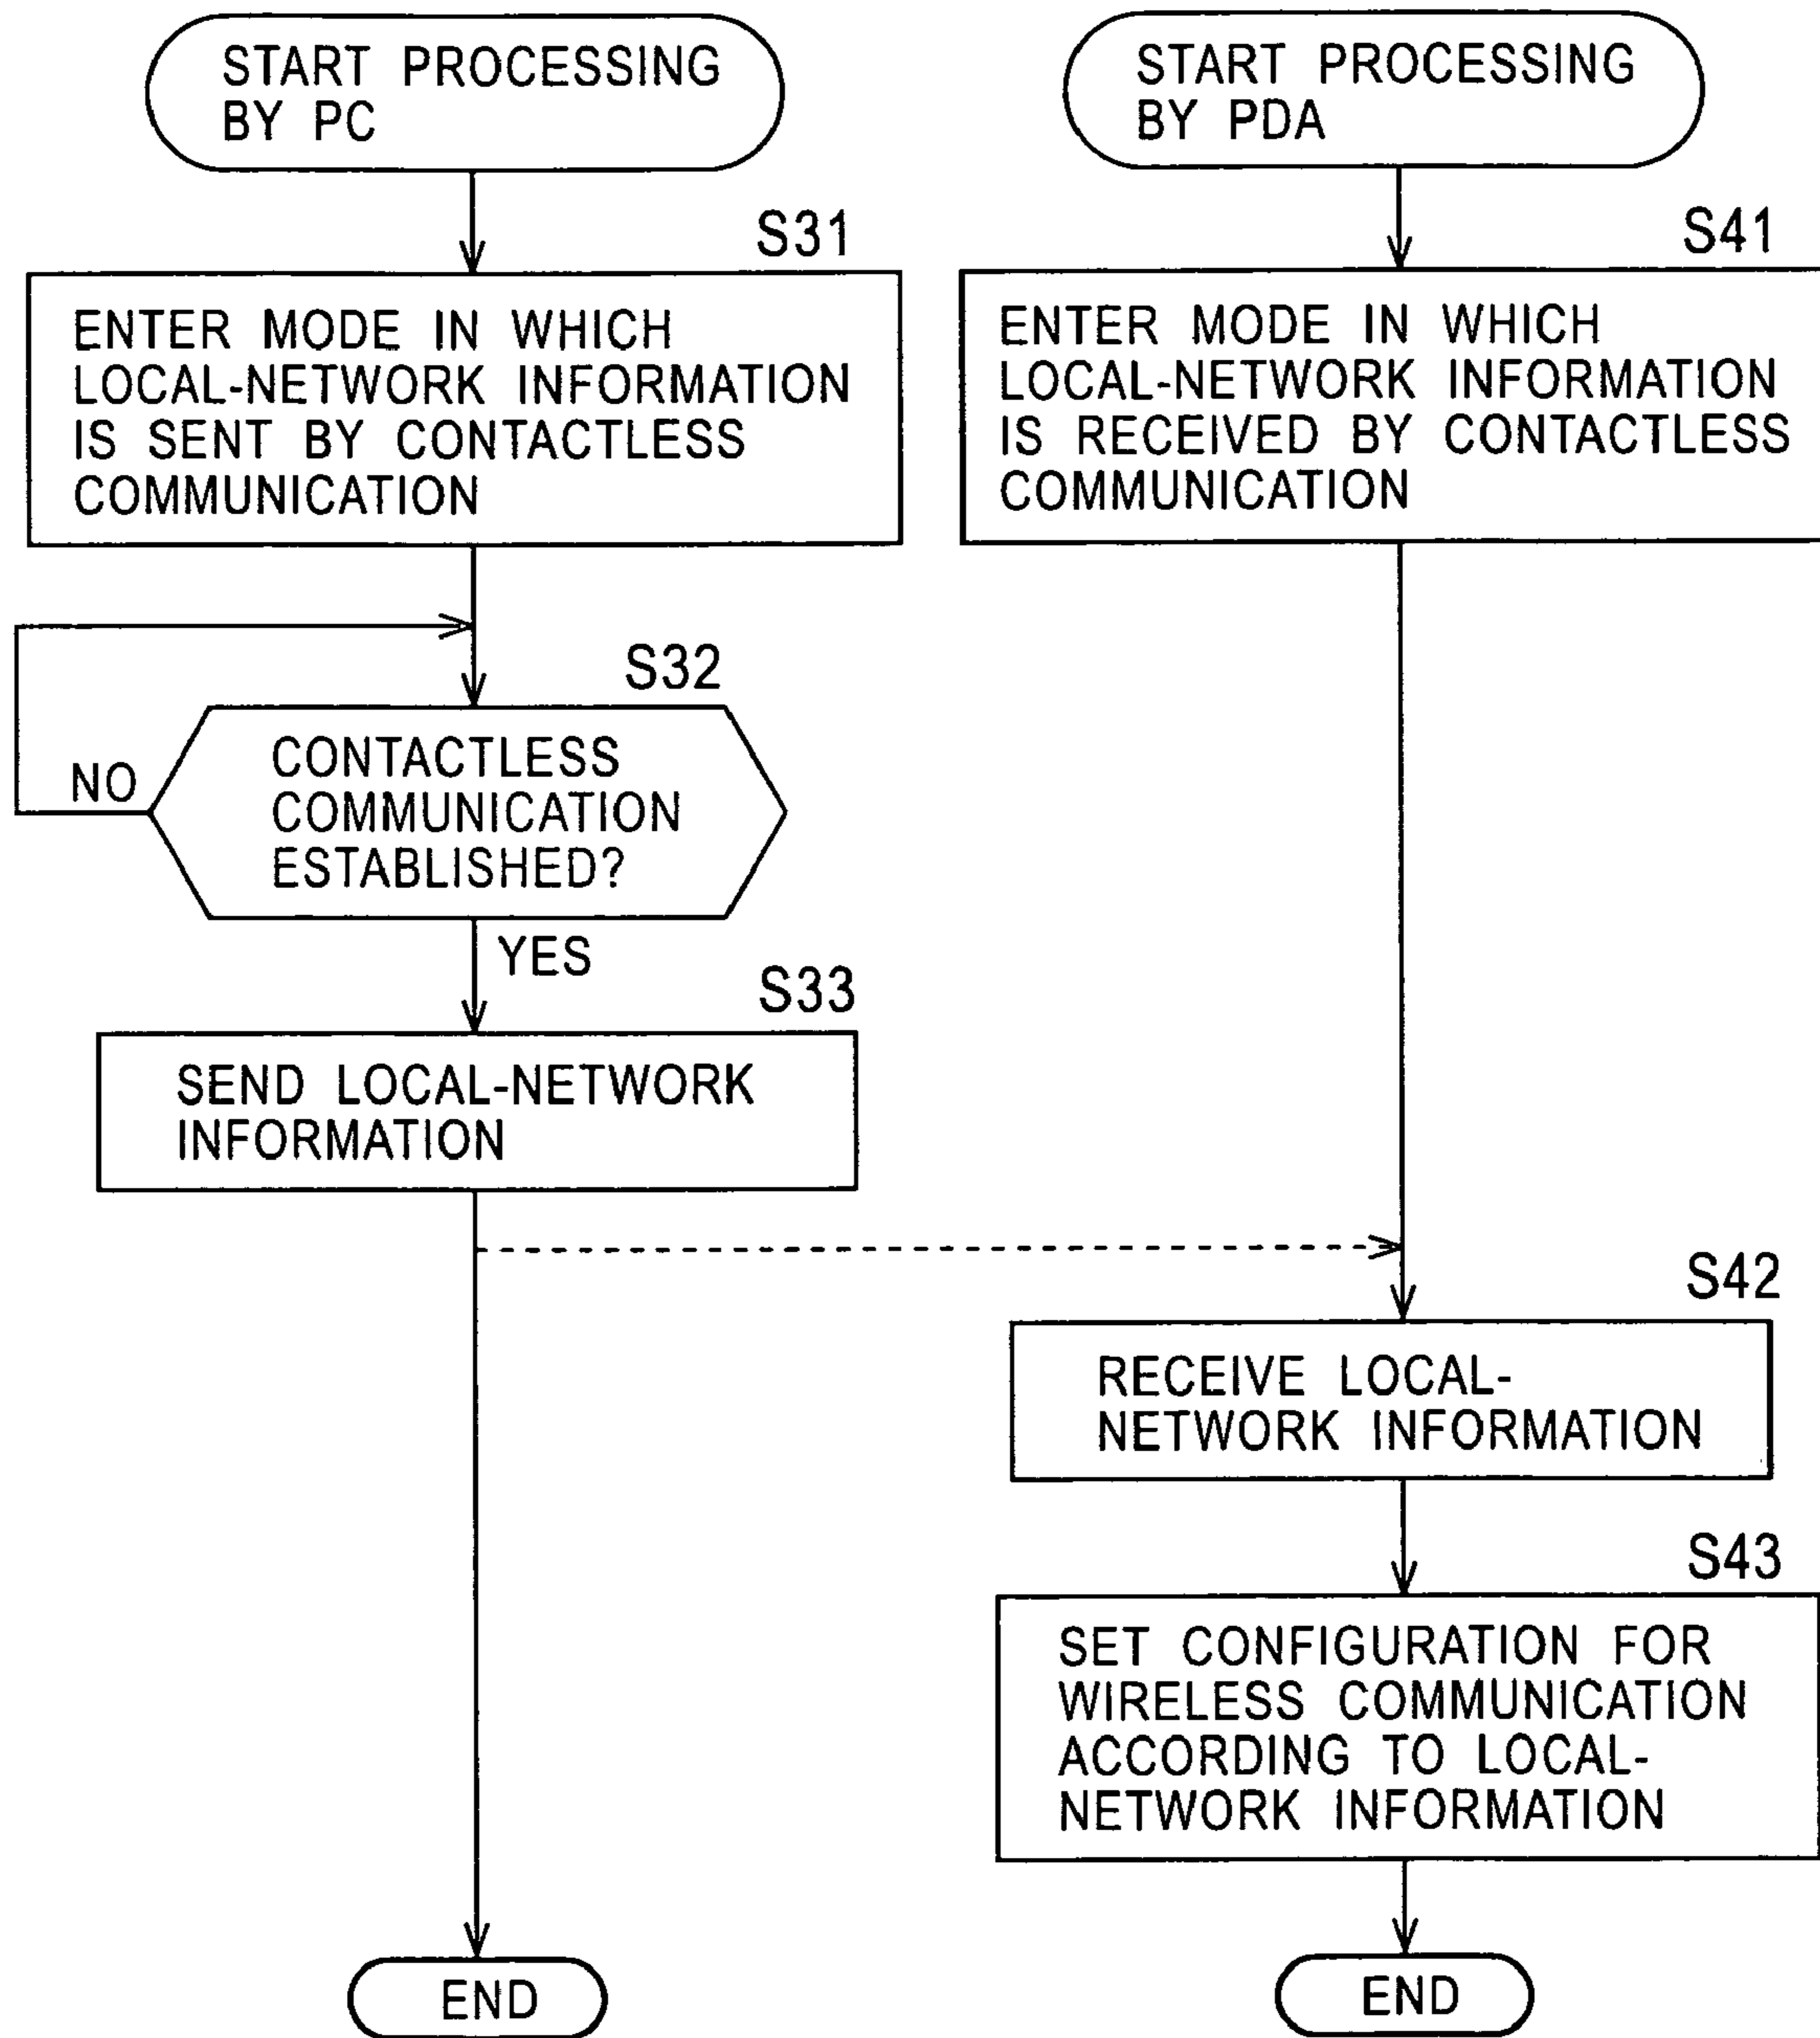 START PROCESSING
BY PC
S31
ENTER MODE IN WHICH
LOCAL-NETWORK INFORMATION
IS SENT BY CONTACTLESS
COMMUNICATION
S32
CONTACTLESS
COMMUNICATION
ESTABLISHED?
NO
YES
S33
SEND LOCAL-NETWORK
INFORMATION
END
START PROCESSING
BY PDA
S41
ENTER MODE IN WHICH
LOCAL-NETWORK INFORMATION
IS RECEIVED BY CONTACTLESS
COMMUNICATION
S42
RECEIVE LOCAL-
NETWORK INFORMATION
S43
SET CONFIGURATION FOR
WIRELESS COMMUNICATION
ACCORDING TO LOCAL-
NETWORK INFORMATION
END